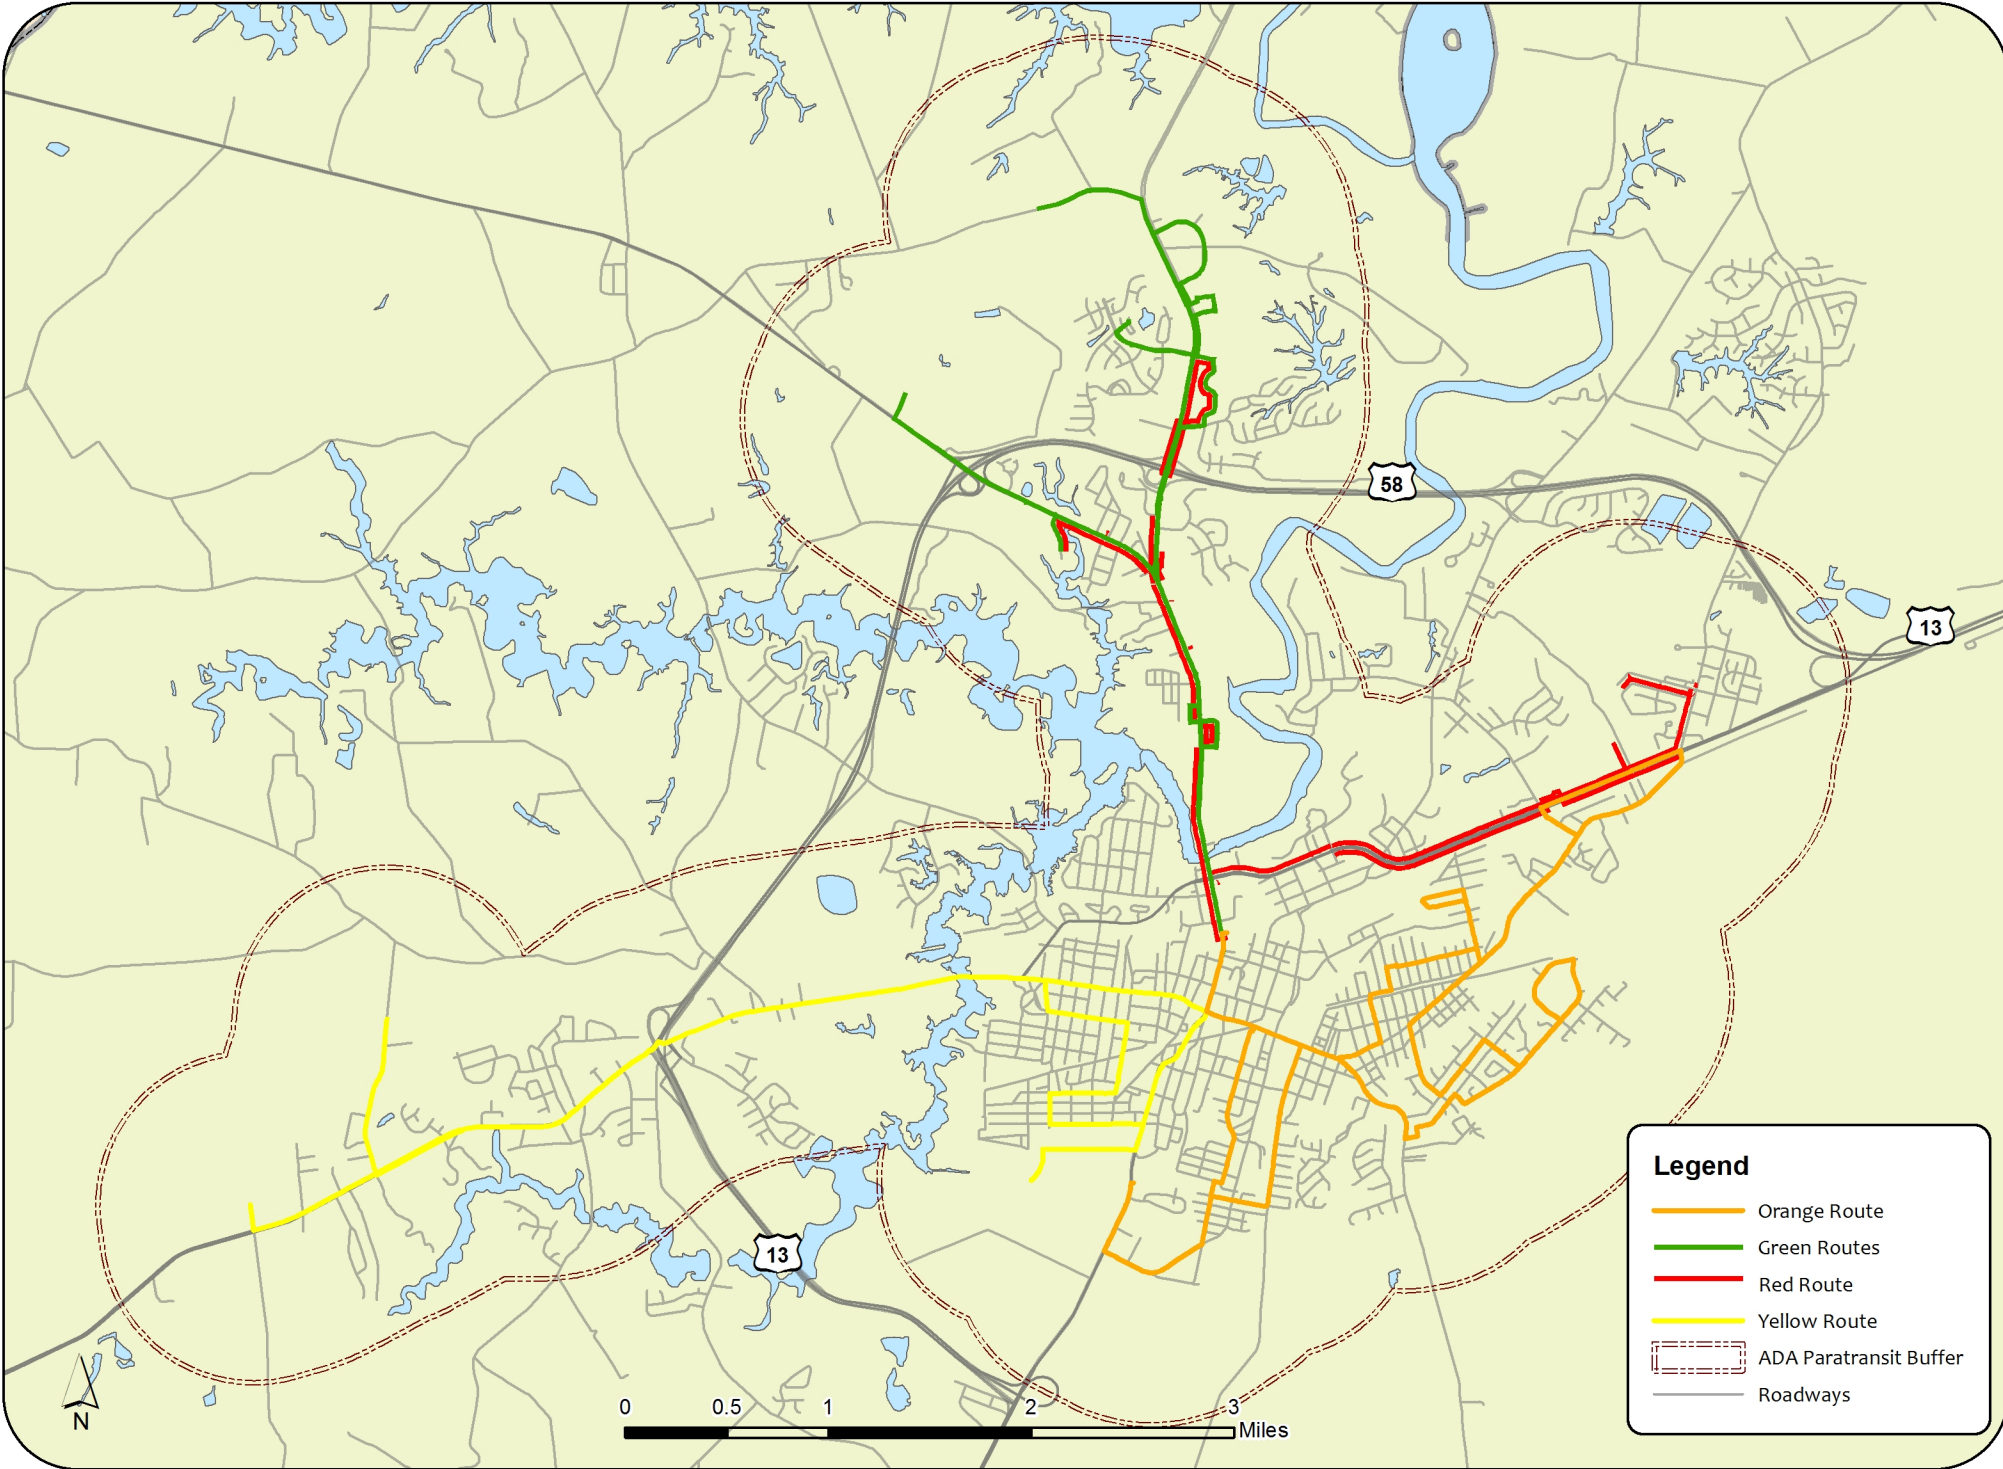 58
13
13
Legend
Orange Route
Green Routes
Red Route
Yellow Route
ADA Paratransit Buffer
Roadways
N
0 0.5 1 2 3
Miles